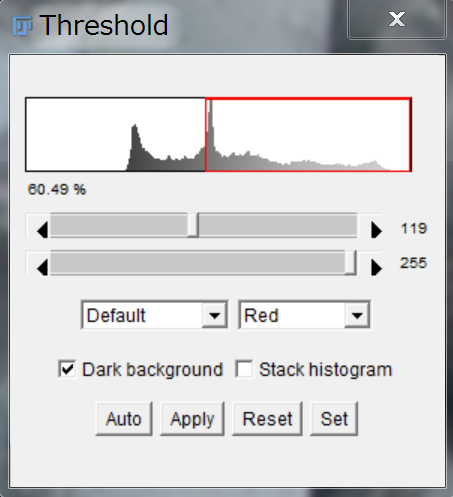 Threshold
60.49 %
119
255
Default Red
Dark background Stack histogram
Auto Apply Reset Set